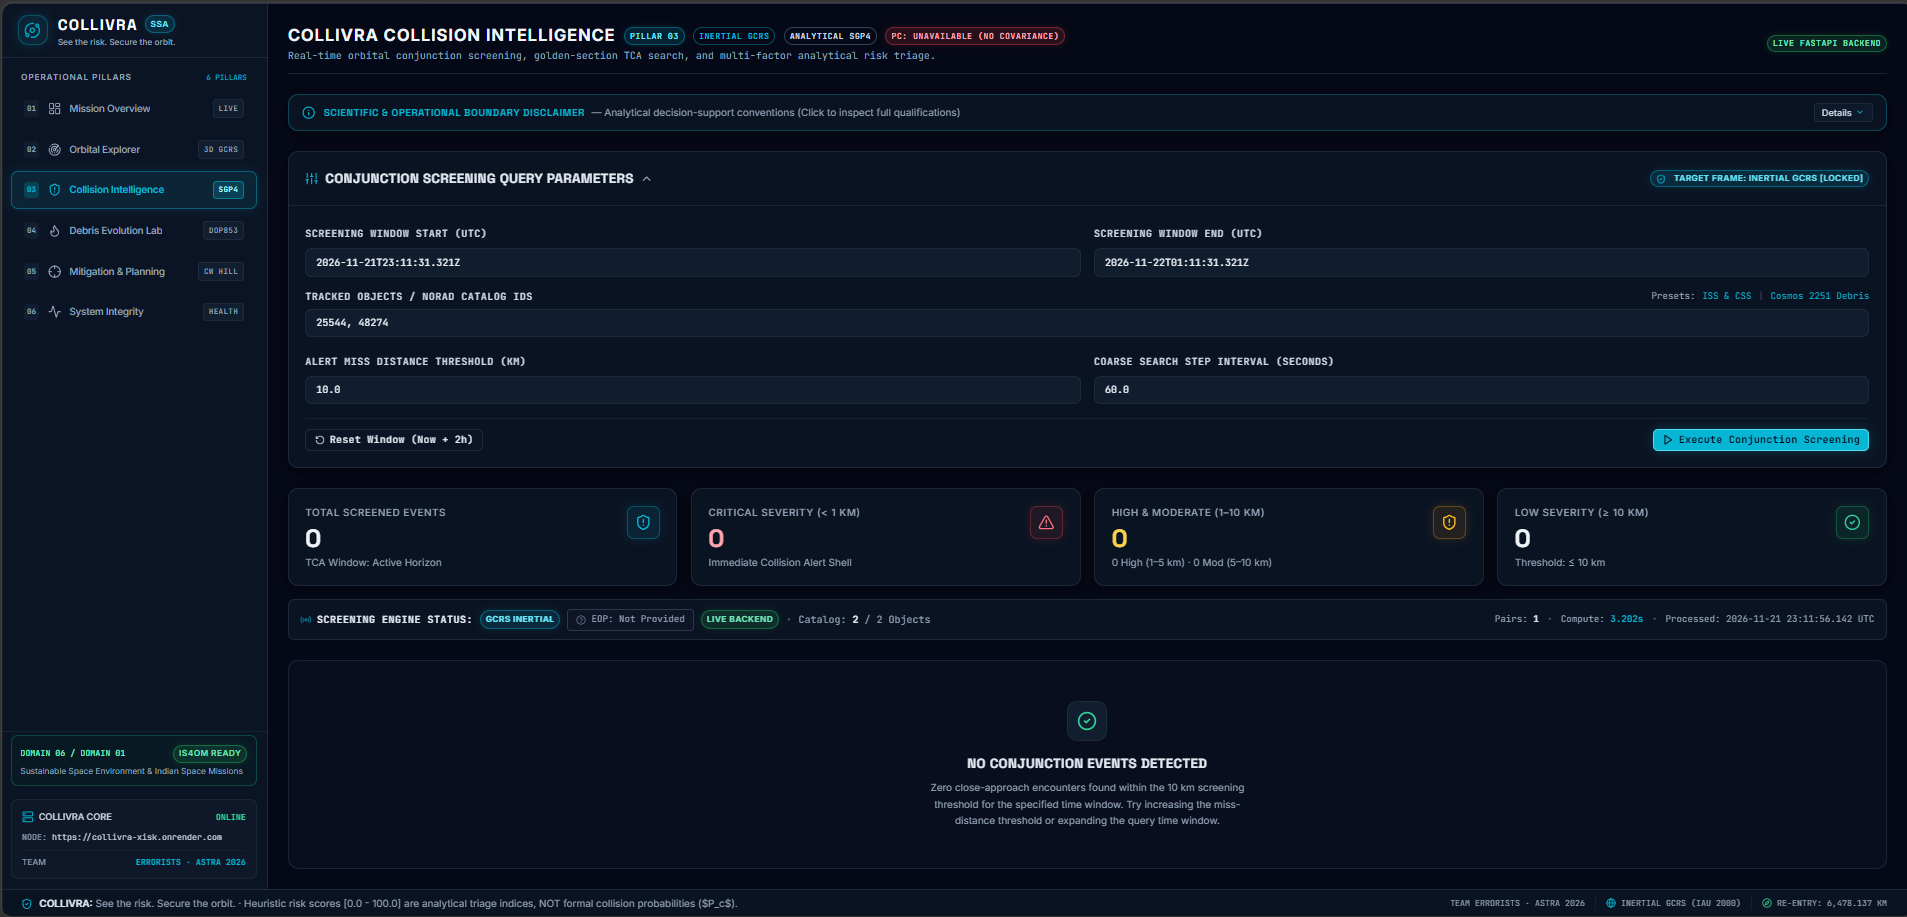 COLLIVRA SSA
See the risk. Secure the orbit.
OPERATIONAL PILLARS 6 PILLARS
01 Mission Overview LIVE
02 Orbital Explorer 3D GCRS
03 Collision Intelligence SGP4
04 Debris Evolution Lab DOP853
05 Mitigation & Planning CW HILL
06 System Integrity HEALTH
DOMAIN 06 / DOMAIN 01 IS4OM READY
Sustainable Space Environment & Indian Space Missions
COLLIVRA CORE ONLINE
NODE: https://collivra-xisk.onrender.com
TEAM ERRORISTS · ASTRA 2026
COLLIVRA COLLISION INTELLIGENCE PILLAR 03 INERTIAL GCRS ANALYTICAL SGP4 PC: UNAVAILABLE (NO COVARIANCE)
Real-time orbital conjunction screening, golden-section TCA search, and multi-factor analytical risk triage.
LIVE FASTAPI BACKEND
SCIENTIFIC & OPERATIONAL BOUNDARY DISCLAIMER — Analytical decision-support conventions (Click to inspect full qualifications) Details
CONJUNCTION SCREENING QUERY PARAMETERS TARGET FRAME: INERTIAL GCRS [LOCKED]
SCREENING WINDOW START (UTC) SCREENING WINDOW END (UTC)
2026-11-21T23:11:31.321Z 2026-11-22T01:11:31.321Z
TRACKED OBJECTS / NORAD CATALOG IDS Presets: ISS & CSS | Cosmos 2251 Debris
25544, 48274
ALERT MISS DISTANCE THRESHOLD (KM) COARSE SEARCH STEP INTERVAL (SECONDS)
10.0 60.0
Reset Window (Now + 2h) Execute Conjunction Screening
TOTAL SCREENED EVENTS
0
TCA Window: Active Horizon
CRITICAL SEVERITY (< 1 KM)
0
Immediate Collision Alert Shell
HIGH & MODERATE (1–10 KM)
0
0 High (1–5 km) · 0 Mod (5–10 km)
LOW SEVERITY (≥ 10 KM)
0
Threshold: ≤ 10 km
SCREENING ENGINE STATUS: GCRS INERTIAL EOP: Not Provided LIVE BACKEND · Catalog: 2 / 2 Objects Pairs: 1 · Compute: 3.202s · Processed: 2026-11-21 23:11:56.142 UTC
NO CONJUNCTION EVENTS DETECTED
Zero close-approach encounters found within the 10 km screening
threshold for the specified time window. Try increasing the miss-
distance threshold or expanding the query time window.
COLLIVRA: See the risk. Secure the orbit. · Heuristic risk scores [0.0 - 100.0] are analytical triage indices, NOT formal collision probabilities ($P_c$). TEAM ERRORISTS · ASTRA 2026 INERTIAL GCRS (IAU 2000) RE-ENTRY: 6,478.137 KM